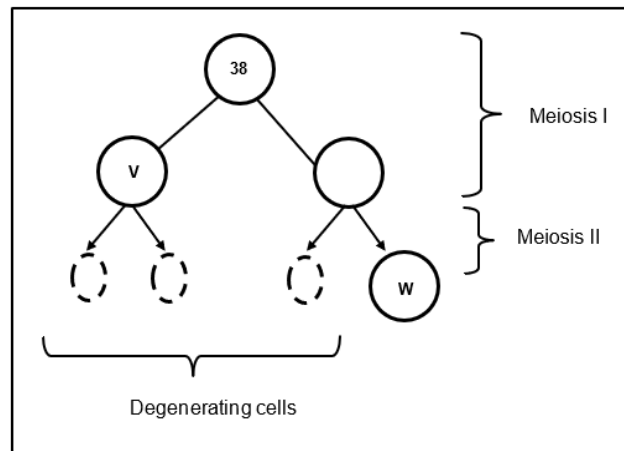 38
Meiosis I
V
Meiosis II
W
Degenerating cells